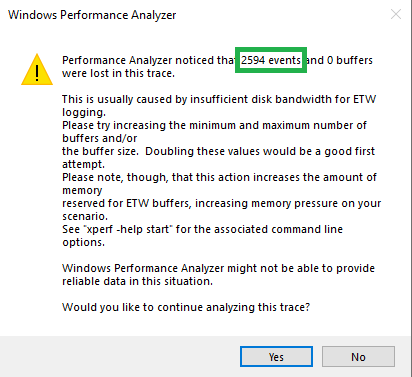 Windows Performance Analyzer
Performance Analyzer noticed that 2594 events and 0 buffers
were lost in this trace.
This is usually caused by insufficient disk bandwidth for ETW
logging.
Please try increasing the minimum and maximum number of
buffers and/or
the buffer size.  Doubling these values would be a good first
attempt.
Please note, though, that this action increases the amount of
memory
reserved for ETW buffers, increasing memory pressure on your
scenario.
See "xperf -help start" for the associated command line
options.
Windows Performance Analyzer might not be able to provide
reliable data in this situation.
Would you like to continue analyzing this trace?
Yes No